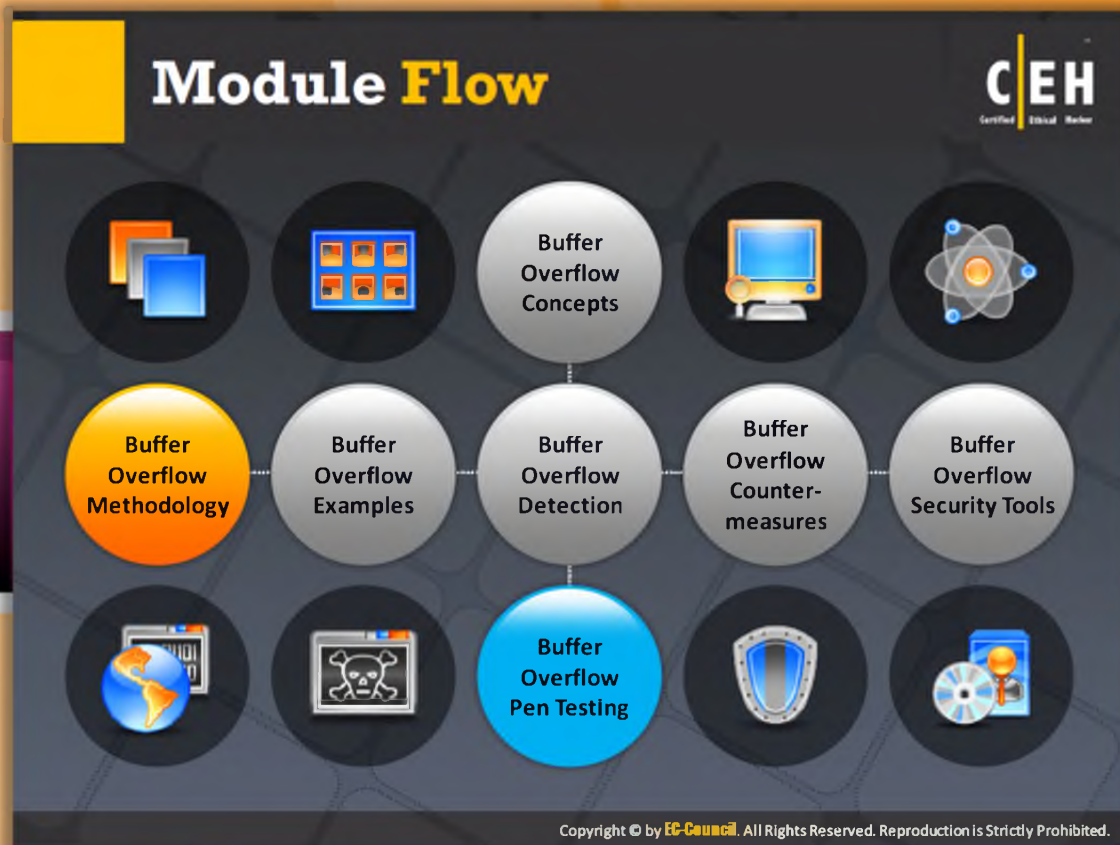 Module Flow
C|EH
Certified Ethical Hacker
Buffer
Overflow
Concepts
Buffer
Overflow
Methodology
Buffer
Overflow
Examples
Buffer
Overflow
Detection
Buffer
Overflow
Counter-
measures
Buffer
Overflow
Security Tools
Buffer
Overflow
Pen Testing
Copyright © by EC-Council. All Rights Reserved. Reproduction is Strictly Prohibited.